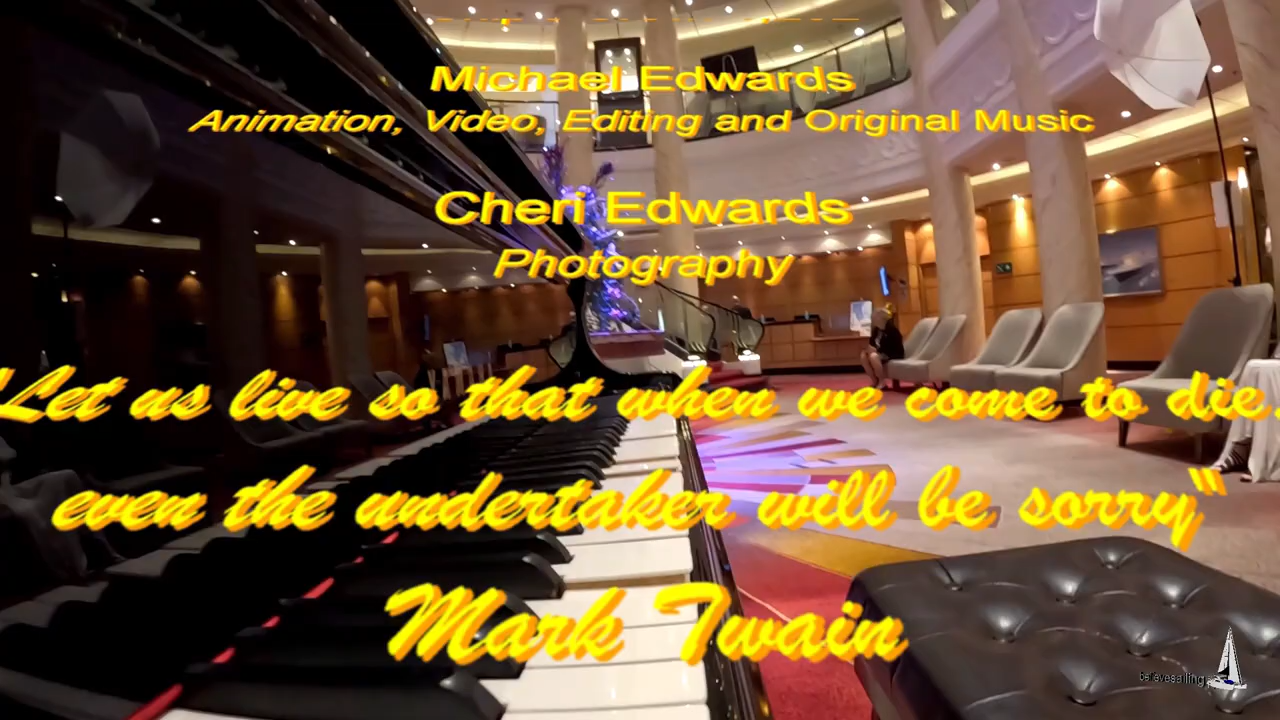 Michael Edwards
Animation, Video, Editing and Original Music
Cheri Edwards
Photography
"Let us live so that when we come to die,
even the undertaker will be sorry"
Mark Twain
believesailing